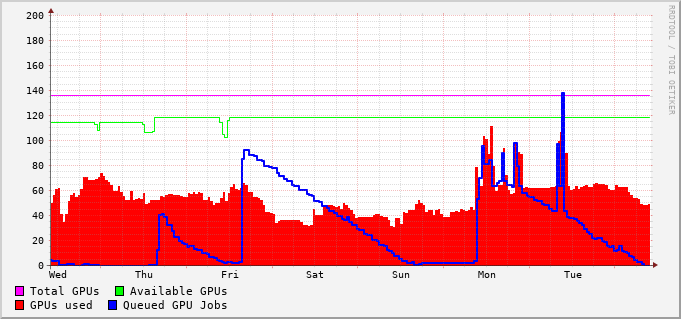 200
180
160
140
120
100
80
60
40
20
0
Wed Thu Fri Sat Sun Mon Tue
Total GPUs Available GPUs
GPUs used Queued GPU Jobs
RRDTOOL / TOBI OETIKER